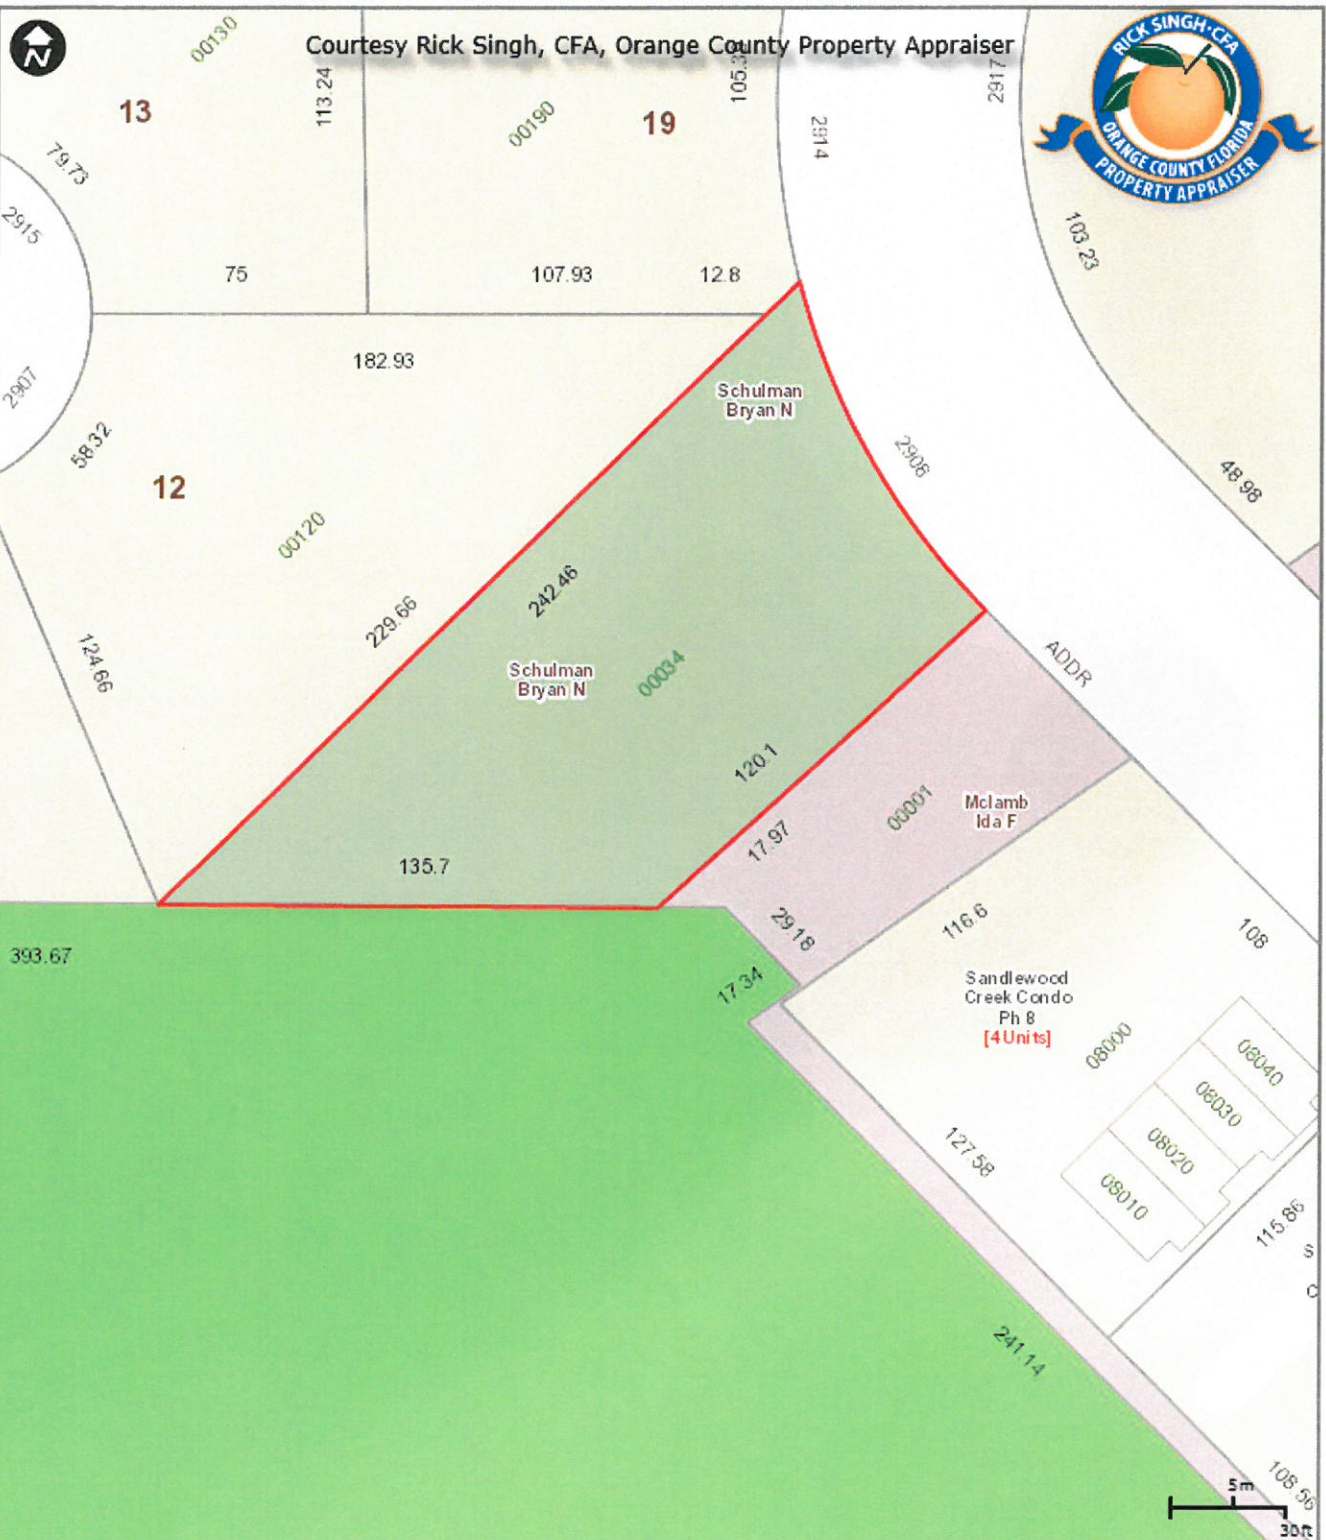 N
Courtesy Rick Singh, CFA, Orange County Property Appraiser
RICK SINGH·CFA
ORANGE COUNTY FLORIDA
PROPERTY APPRAISER
00130
13
113.24
79.73
00190
19
2914
2917
2915
75
107.93
12.8
103.23
182.93
2907
58.32
Schulman
Bryan N
2906
48.98
12
00120
229.66
242.46
124.66
Schulman
Bryan N
00034
ADDR
120.1
135.7
17.97
00001
Mclamb
Ida F
393.67
29.18
17.34
116.6
108
Sandlewood
Creek Condo
Ph 8
[4 Units]
08000
08040
08030
08020
08010
127.58
115.86
S
C
241.14
108.56
5m
30ft